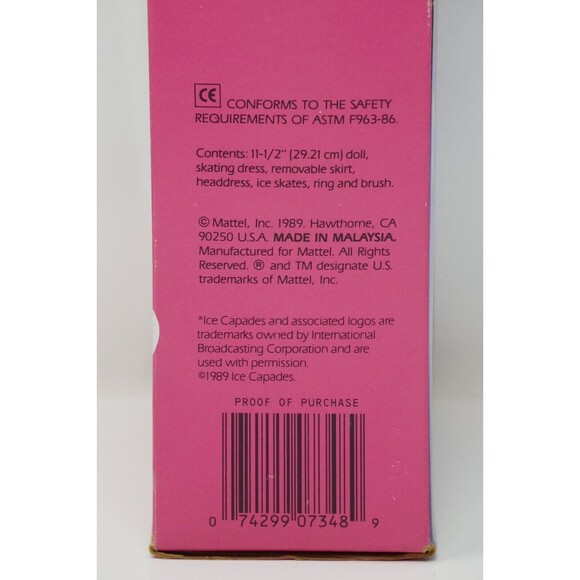 CE CONFORMS TO THE SAFETY
REQUIREMENTS OF ASTM F963-86.
Contents: 11-1/2" (29.21 cm) doll,
skating dress, removable skirt,
headdress, ice skates, ring and brush.
© Mattel, Inc. 1989. Hawthorne, CA
90250 U.S.A. MADE IN MALAYSIA.
Manufactured for Mattel. All Rights
Reserved. ® and TM designate U.S.
trademarks of Mattel, Inc.
*Ice Capades and associated logos are
trademarks owned by International
Broadcasting Corporation and are
used with permission.
©1989 Ice Capades.
PROOF OF PURCHASE
0 74299 07348 9